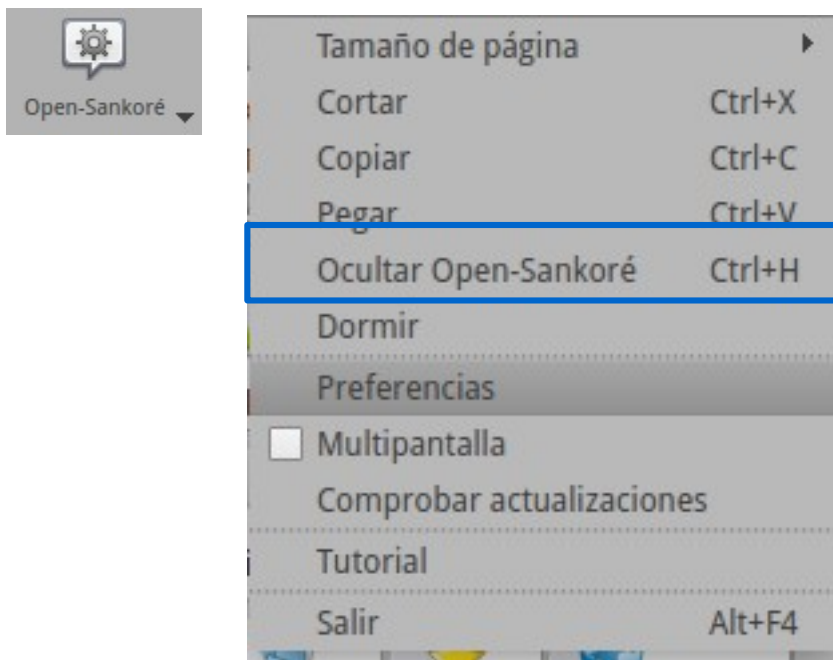 Open-Sankoré
Tamaño de página
Cortar Ctrl+X
Copiar Ctrl+C
Pegar Ctrl+V
Ocultar Open-Sankoré Ctrl+H
Dormir
Preferencias
Multipantalla
Comprobar actualizaciones
Tutorial
Salir Alt+F4